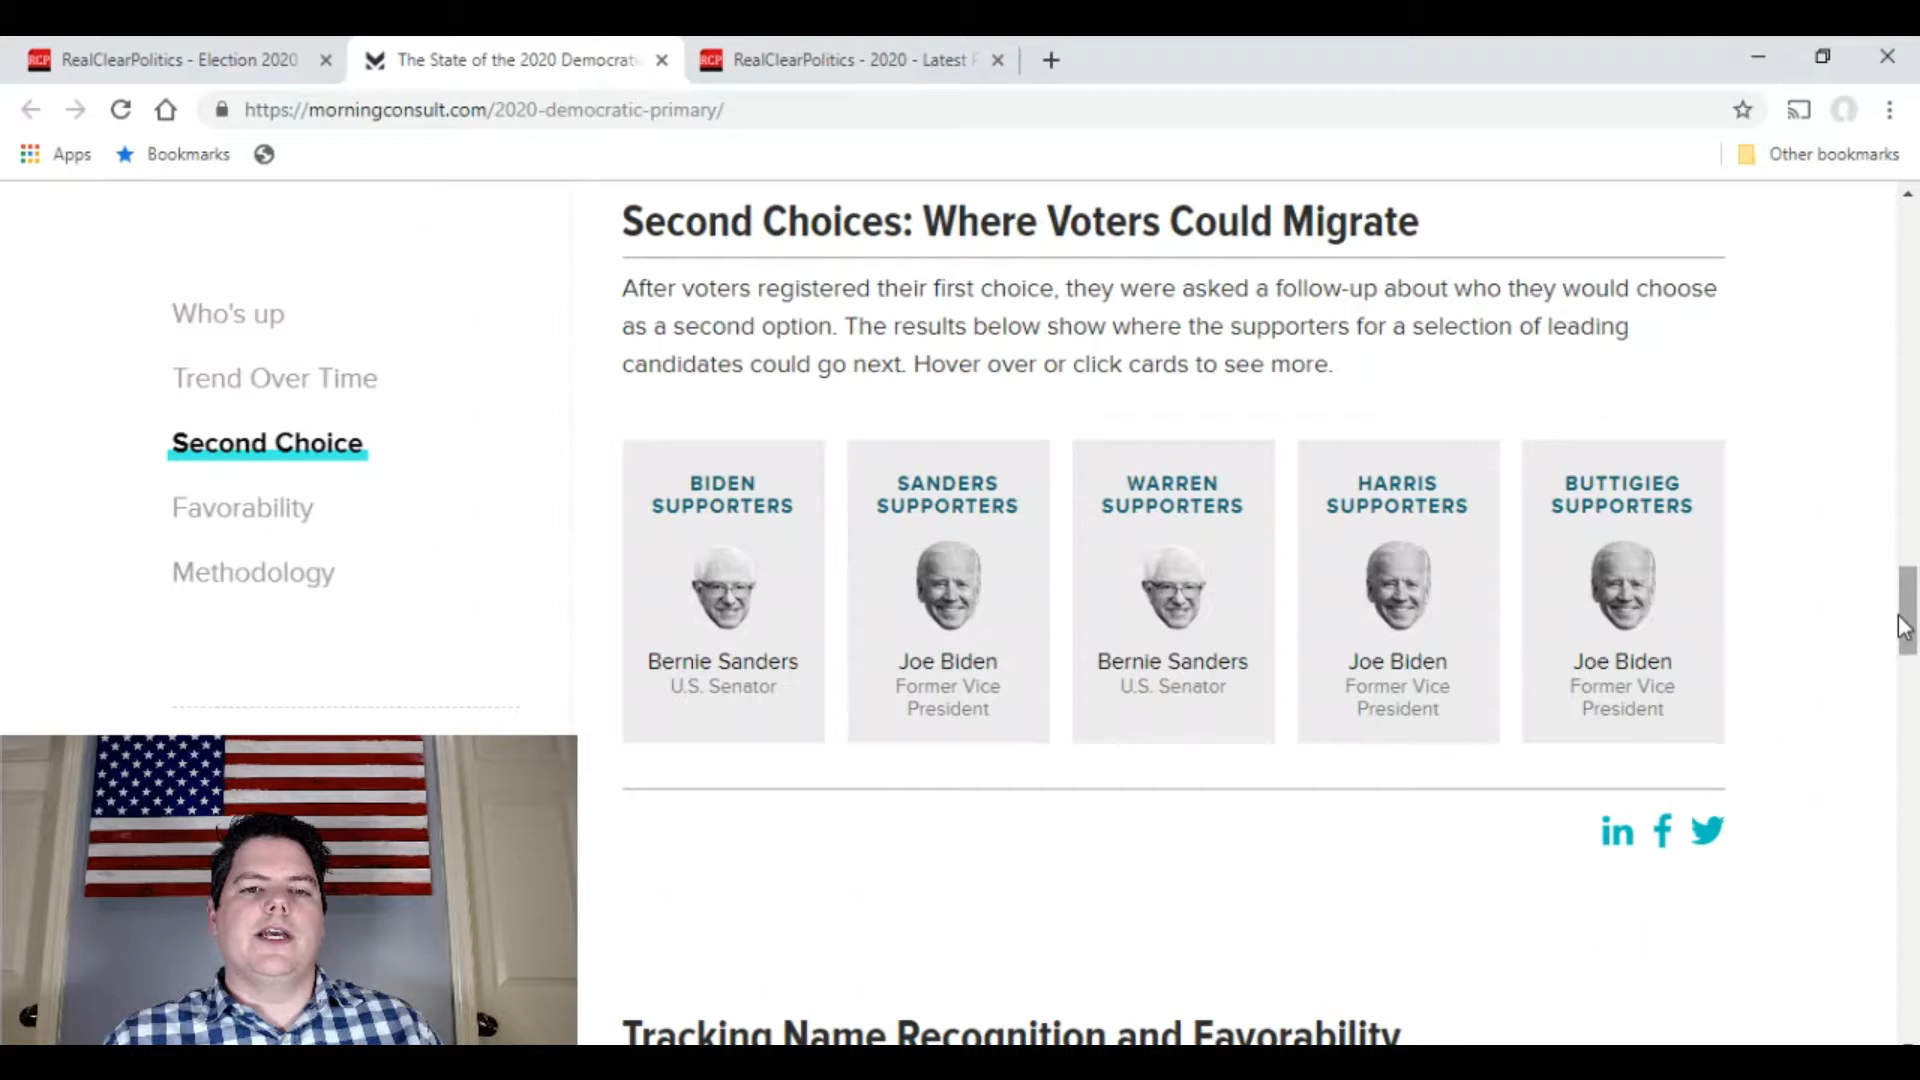 RCP RealClearPolitics - Election 2020
The State of the 2020 Democrati
RCP RealClearPolitics - 2020 - Latest P
https://morningconsult.com/2020-democratic-primary/
Apps
Bookmarks
Other bookmarks
Who's up
Trend Over Time
Second Choice
Favorability
Methodology
Second Choices: Where Voters Could Migrate
After voters registered their first choice, they were asked a follow-up about who they would choose
as a second option. The results below show where the supporters for a selection of leading
candidates could go next. Hover over or click cards to see more.
BIDEN
SUPPORTERS
Bernie Sanders
U.S. Senator
SANDERS
SUPPORTERS
Joe Biden
Former Vice
President
WARREN
SUPPORTERS
Bernie Sanders
U.S. Senator
HARRIS
SUPPORTERS
Joe Biden
Former Vice
President
BUTTIGIEG
SUPPORTERS
Joe Biden
Former Vice
President
in f
Tracking Name Recognition and Favorability